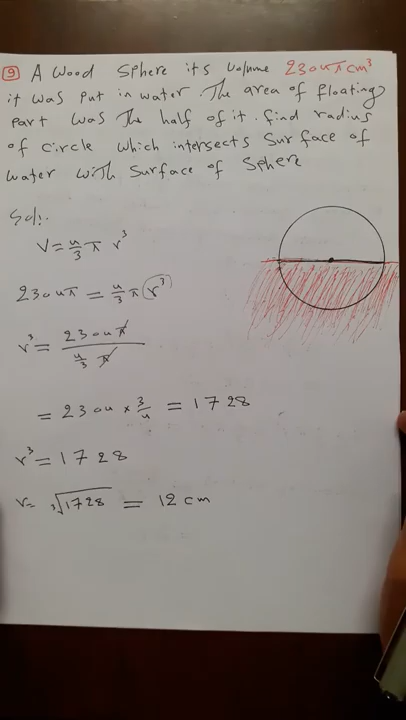 9 A wood sphere its volume 2304π cm³
it was put in water. The area of floating
part was The half of it. find radius
of circle which intersects surface of
water with surface of sphere
Sol:
V = 4/3 π r³
2304π = 4/3 π r³
r³ = 2304π / 4/3 π
= 2304 × 3/4 = 1728
r³ = 1728
r = ³√1728 = 12 cm